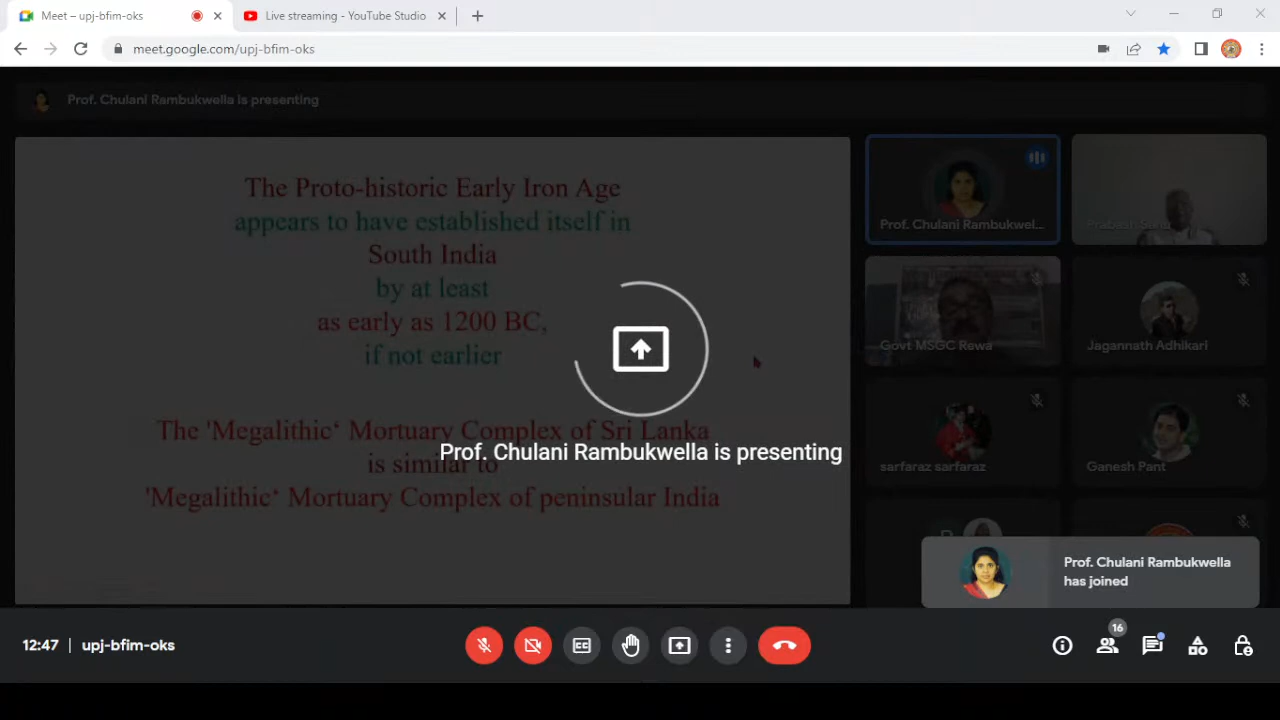 Meet – upj-bfim-oks
Live streaming - YouTube Studio
meet.google.com/upj-bfim-oks
Prof. Chulani Rambukwella is presenting
The Proto-historic Early Iron Age
appears to have established itself in
South India
by at least
as early as 1200 BC,
if not earlier
The 'Megalithic‘ Mortuary Complex of Sri Lanka
is similar to
'Megalithic‘ Mortuary Complex of peninsular India
Prof. Chulani Rambukwella is presenting
Prof. Chulani Rambukwel...
Govt MSGC Rewa
Jagannath Adhikari
sarfaraz sarfaraz
Ganesh Pant
Prof. Chulani Rambukwella
has joined
12:47 | upj-bfim-oks
CC
16